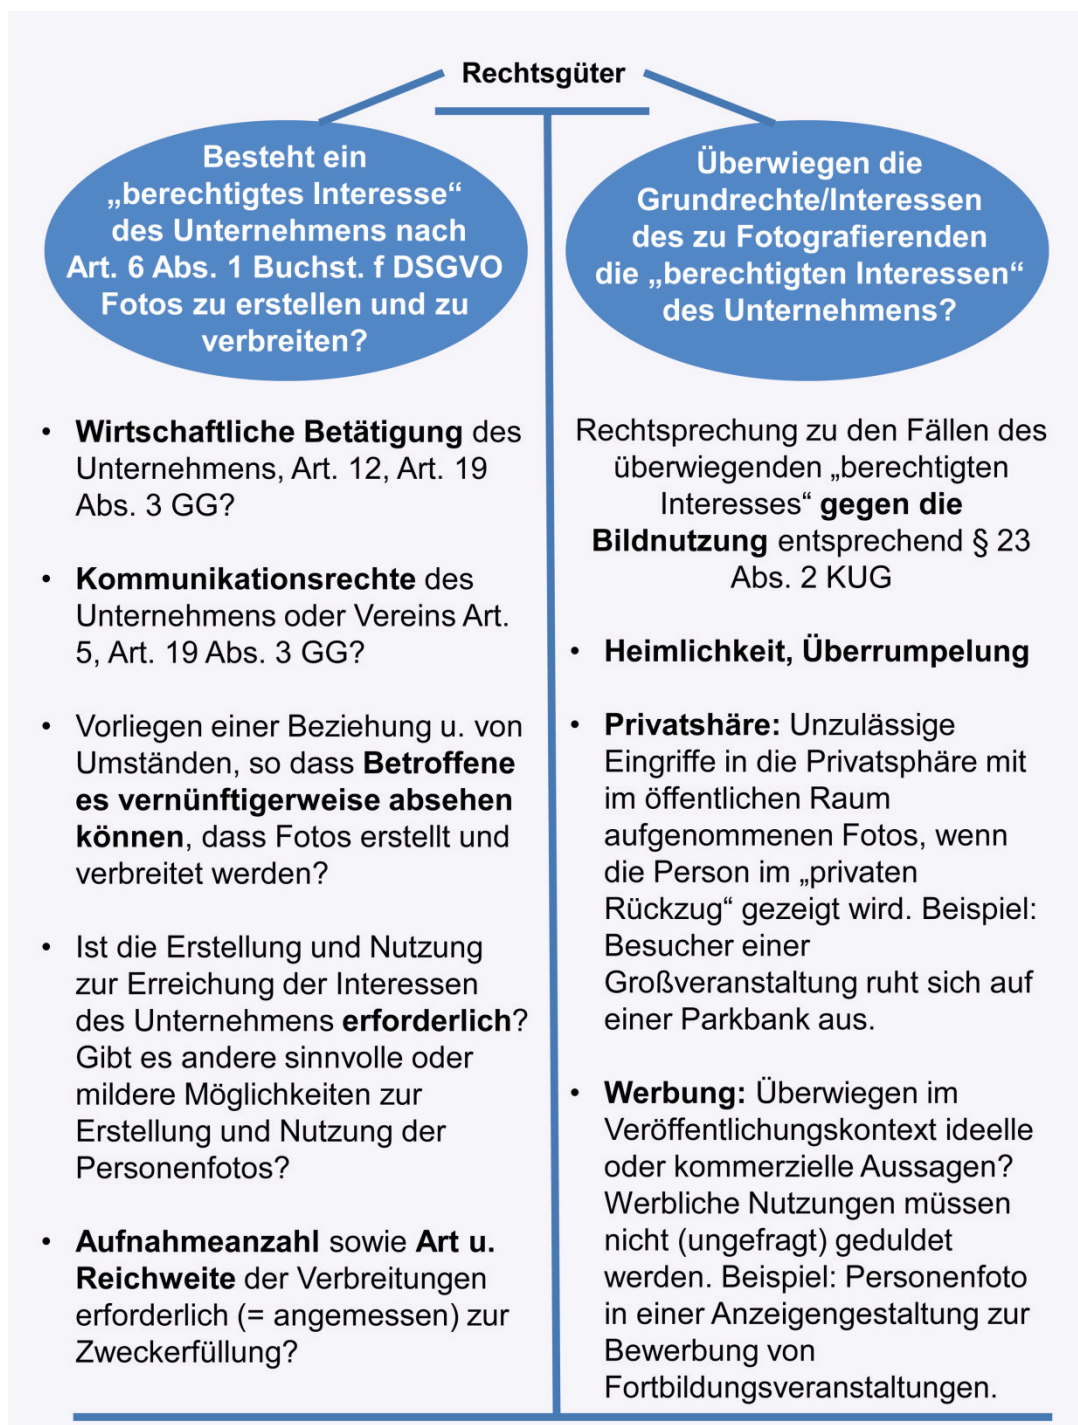 Rechtsgüter
Besteht ein
„berechtigtes Interesse“
des Unternehmens nach
Art. 6 Abs. 1 Buchst. f DSGVO
Fotos zu erstellen und zu
verbreiten?
• Wirtschaftliche Betätigung des
Unternehmens, Art. 12, Art. 19
Abs. 3 GG?
• Kommunikationsrechte des
Unternehmens oder Vereins Art.
5, Art. 19 Abs. 3 GG?
• Vorliegen einer Beziehung u. von
Umständen, so dass Betroffene
es vernünftigerweise absehen
können, dass Fotos erstellt und
verbreitet werden?
• Ist die Erstellung und Nutzung
zur Erreichung der Interessen
des Unternehmens erforderlich?
Gibt es andere sinnvolle oder
mildere Möglichkeiten zur
Erstellung und Nutzung der
Personenfotos?
• Aufnahmeanzahl sowie Art u.
Reichweite der Verbreitungen
erforderlich (= angemessen) zur
Zweckerfüllung?
Überwiegen die
Grundrechte/Interessen
des zu Fotografierenden
die „berechtigten Interessen“
des Unternehmens?
Rechtsprechung zu den Fällen des
überwiegenden „berechtigten
Interesses“ gegen die
Bildnutzung entsprechend § 23
Abs. 2 KUG
• Heimlichkeit, Überrumpelung
• Privatshäre: Unzulässige
Eingriffe in die Privatsphäre mit
im öffentlichen Raum
aufgenommenen Fotos, wenn
die Person im „privaten
Rückzug“ gezeigt wird. Beispiel:
Besucher einer
Großveranstaltung ruht sich auf
einer Parkbank aus.
• Werbung: Überwiegen im
Veröffentlichungskontext ideelle
oder kommerzielle Aussagen?
Werbliche Nutzungen müssen
nicht (ungefragt) geduldet
werden. Beispiel: Personenfoto
in einer Anzeigengestaltung zur
Bewerbung von
Fortbildungsveranstaltungen.